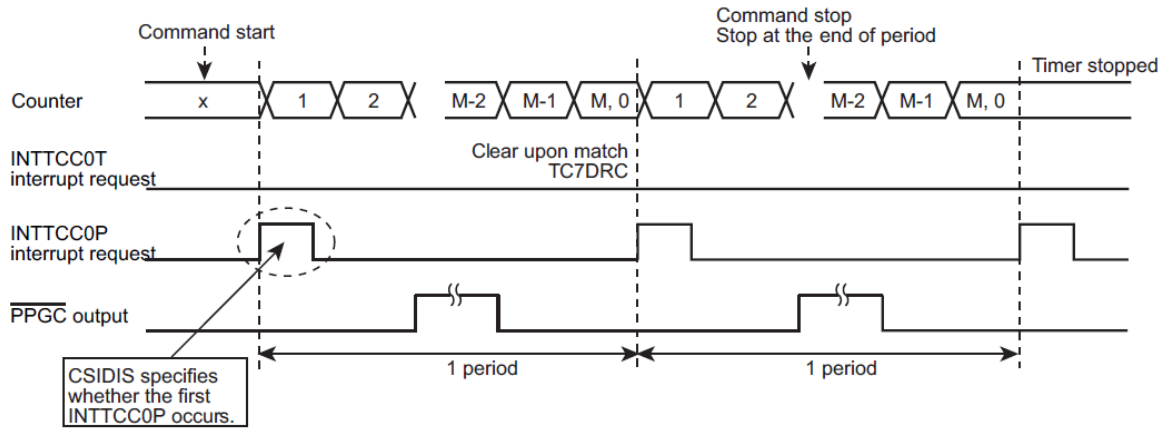 Command start
Command stop
Stop at the end of period
Timer stopped
Counter
x
1
2
M-2
M-1
M, 0
1
2
M-2
M-1
M, 0
INTTCC0T
interrupt request
Clear upon match
TC7DRC
INTTCC0P
interrupt request
PPGC output
1 period
1 period
CSIDIS specifies
whether the first
INTTCC0P occurs.